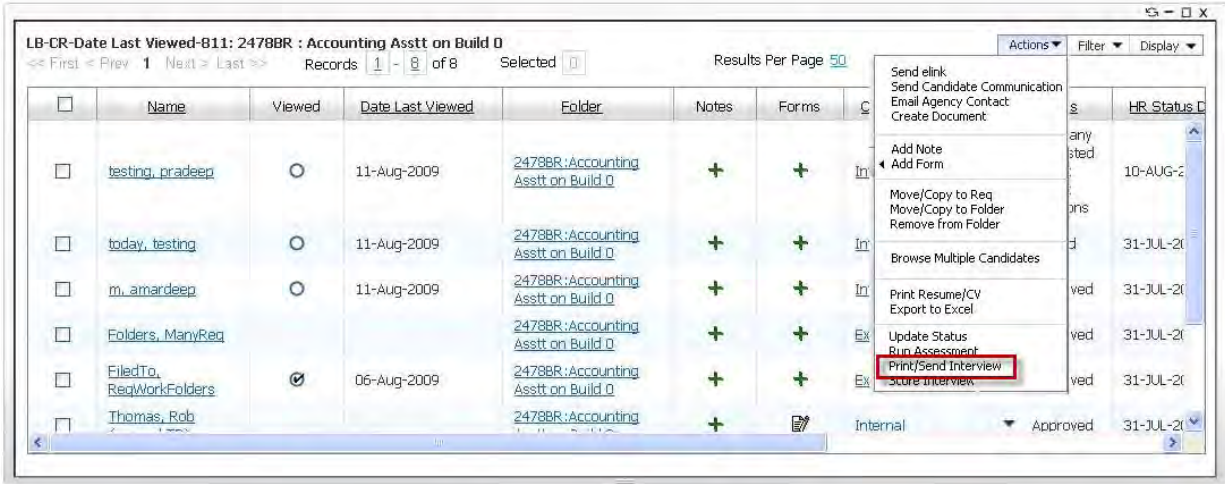 LB-CR-Date Last Viewed-811: 2478BR : Accounting Asstt on Build 0
Actions Filter Display
<< First < Prev 1 Next > Last >> Records 1 - 8 of 8 Selected 0 Results Per Page 50
Name Viewed Date Last Viewed Folder Notes Forms HR Status D
Send elink
Send Candidate Communication
Email Agency Contact
Create Document
Add Note
Add Form
Move/Copy to Req
Move/Copy to Folder
Remove from Folder
Browse Multiple Candidates
Print Resume/CV
Export to Excel
Update Status
Run Assessment
Print/Send Interview
Score Interview
testing, pradeep 11-Aug-2009 2478BR:Accounting
Asstt on Build 0
10-AUG-2
today, testing 11-Aug-2009 2478BR:Accounting
Asstt on Build 0
31-JUL-20
m, amardeep 11-Aug-2009 2478BR:Accounting
Asstt on Build 0
ved 31-JUL-20
Folders, ManyReq 2478BR:Accounting
Asstt on Build 0
Ex ved 31-JUL-20
FiledTo,
ReqWorkFolders
06-Aug-2009 2478BR:Accounting
Asstt on Build 0
Ex ved 31-JUL-20
Thomas, Rob 2478BR:Accounting
Internal Approved 31-JUL-20